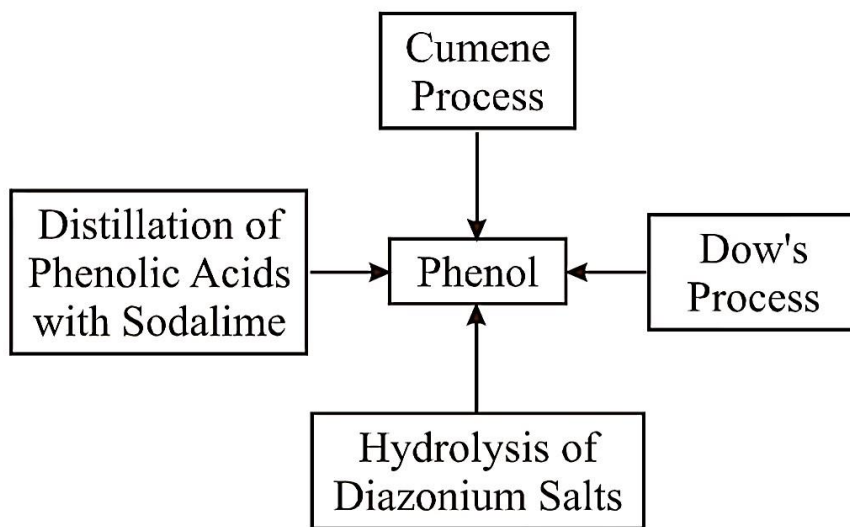 Cumene
Process
Distillation of
Phenolic Acids
with Sodalime
Phenol
Dow's
Process
Hydrolysis of
Diazonium Salts